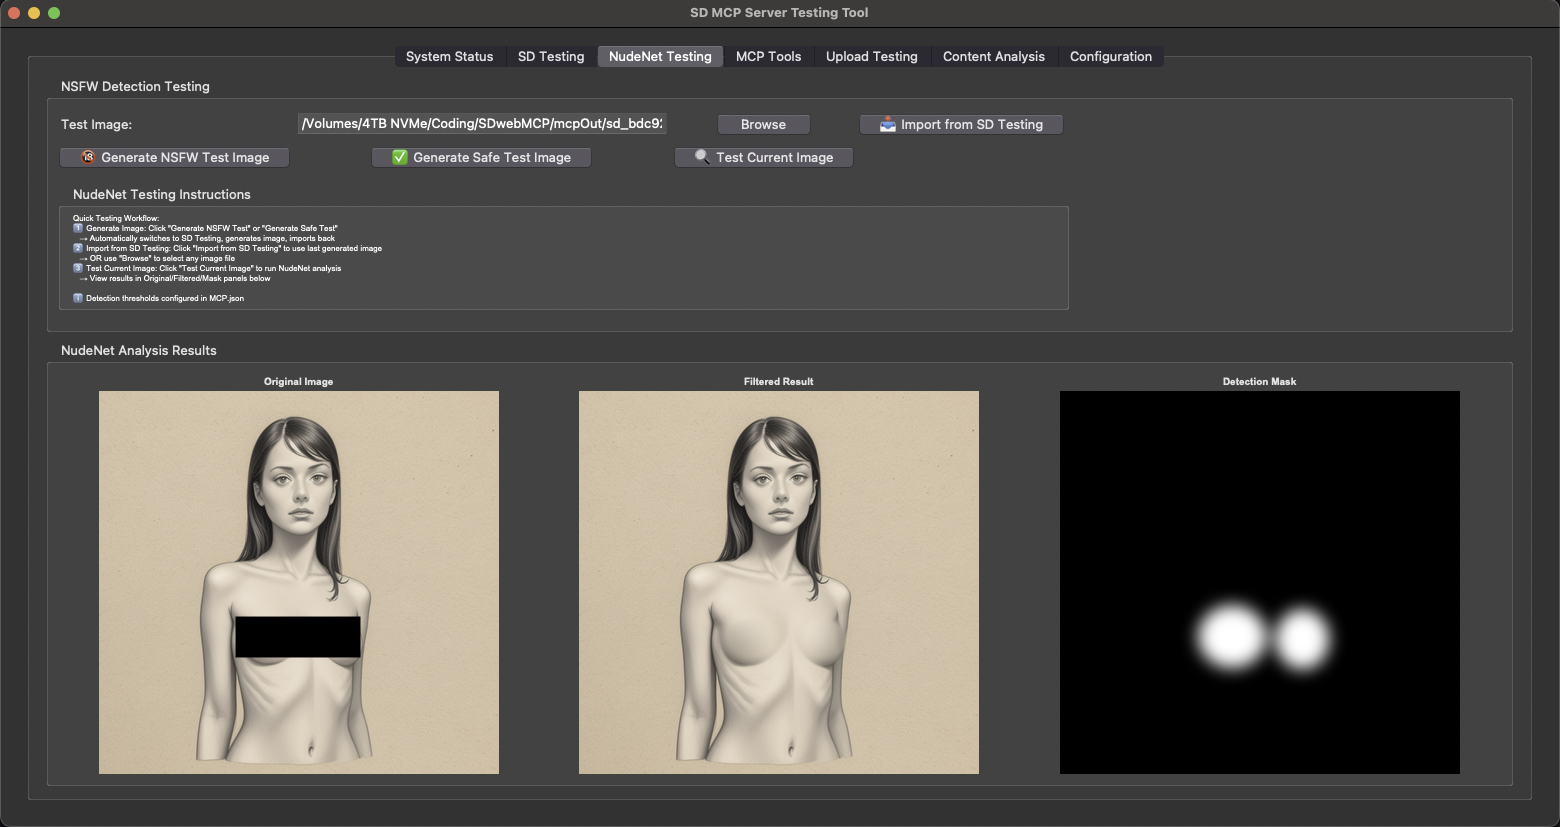 SD MCP Server Testing Tool
System Status SD Testing NudeNet Testing MCP Tools Upload Testing Content Analysis Configuration
NSFW Detection Testing
Test Image: /Volumes/4TB NVMe/Coding/SDwebMCP/mcpOut/sd_bdc92 Browse Import from SD Testing
🔞 Generate NSFW Test Image ✅ Generate Safe Test Image 🔍 Test Current Image
NudeNet Testing Instructions
Quick Testing Workflow:
1️⃣ Generate Image: Click "Generate NSFW Test" or "Generate Safe Test"
→ Automatically switches to SD Testing, generates image, imports back
2️⃣ Import from SD Testing: Click "Import from SD Testing" to use last generated image
→ OR use "Browse" to select any image file
3️⃣ Test Current Image: Click "Test Current Image" to run NudeNet analysis
→ View results in Original/Filtered/Mask panels below
ℹ️ Detection thresholds configured in MCP.json
NudeNet Analysis Results
Original Image Filtered Result Detection Mask